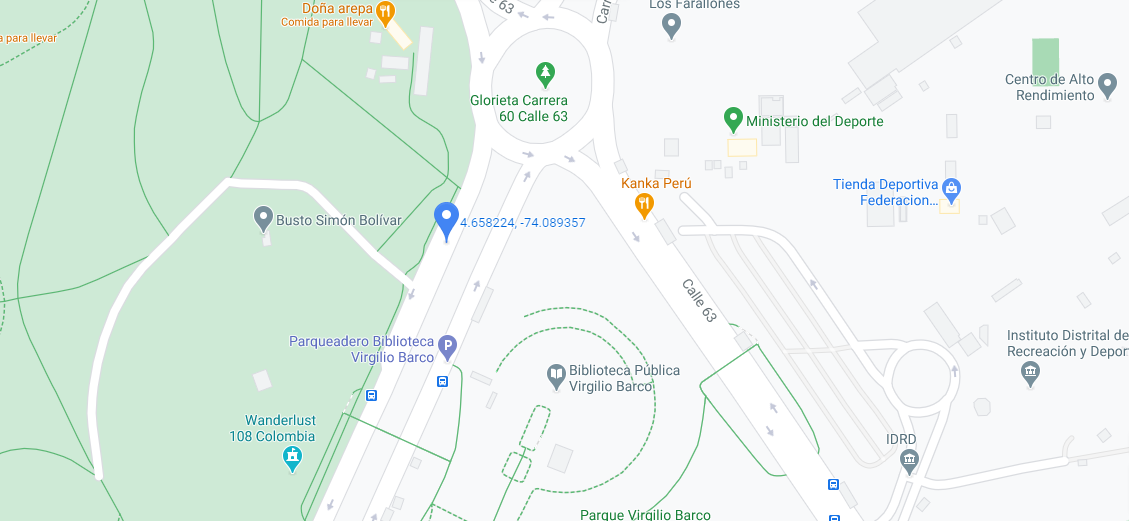 63
Doña arepa
Comida para llevar
a para llevar
Los Farallones
Carr
Glorieta Carrera
60 Calle 63
Centro de Alto
Rendimiento
Ministerio del Deporte
Kanka Perú
Tienda Deportiva
Federacion...
Busto Simón Bolívar
4.658224, -74.089357
Calle 63
Parqueadero Biblioteca
Virgilio Barco
P
Instituto Distrital de
Recreación y Depor
Biblioteca Pública
Virgilio Barco
Wanderlust
108 Colombia
IDRD
Parque Virgilio Barco